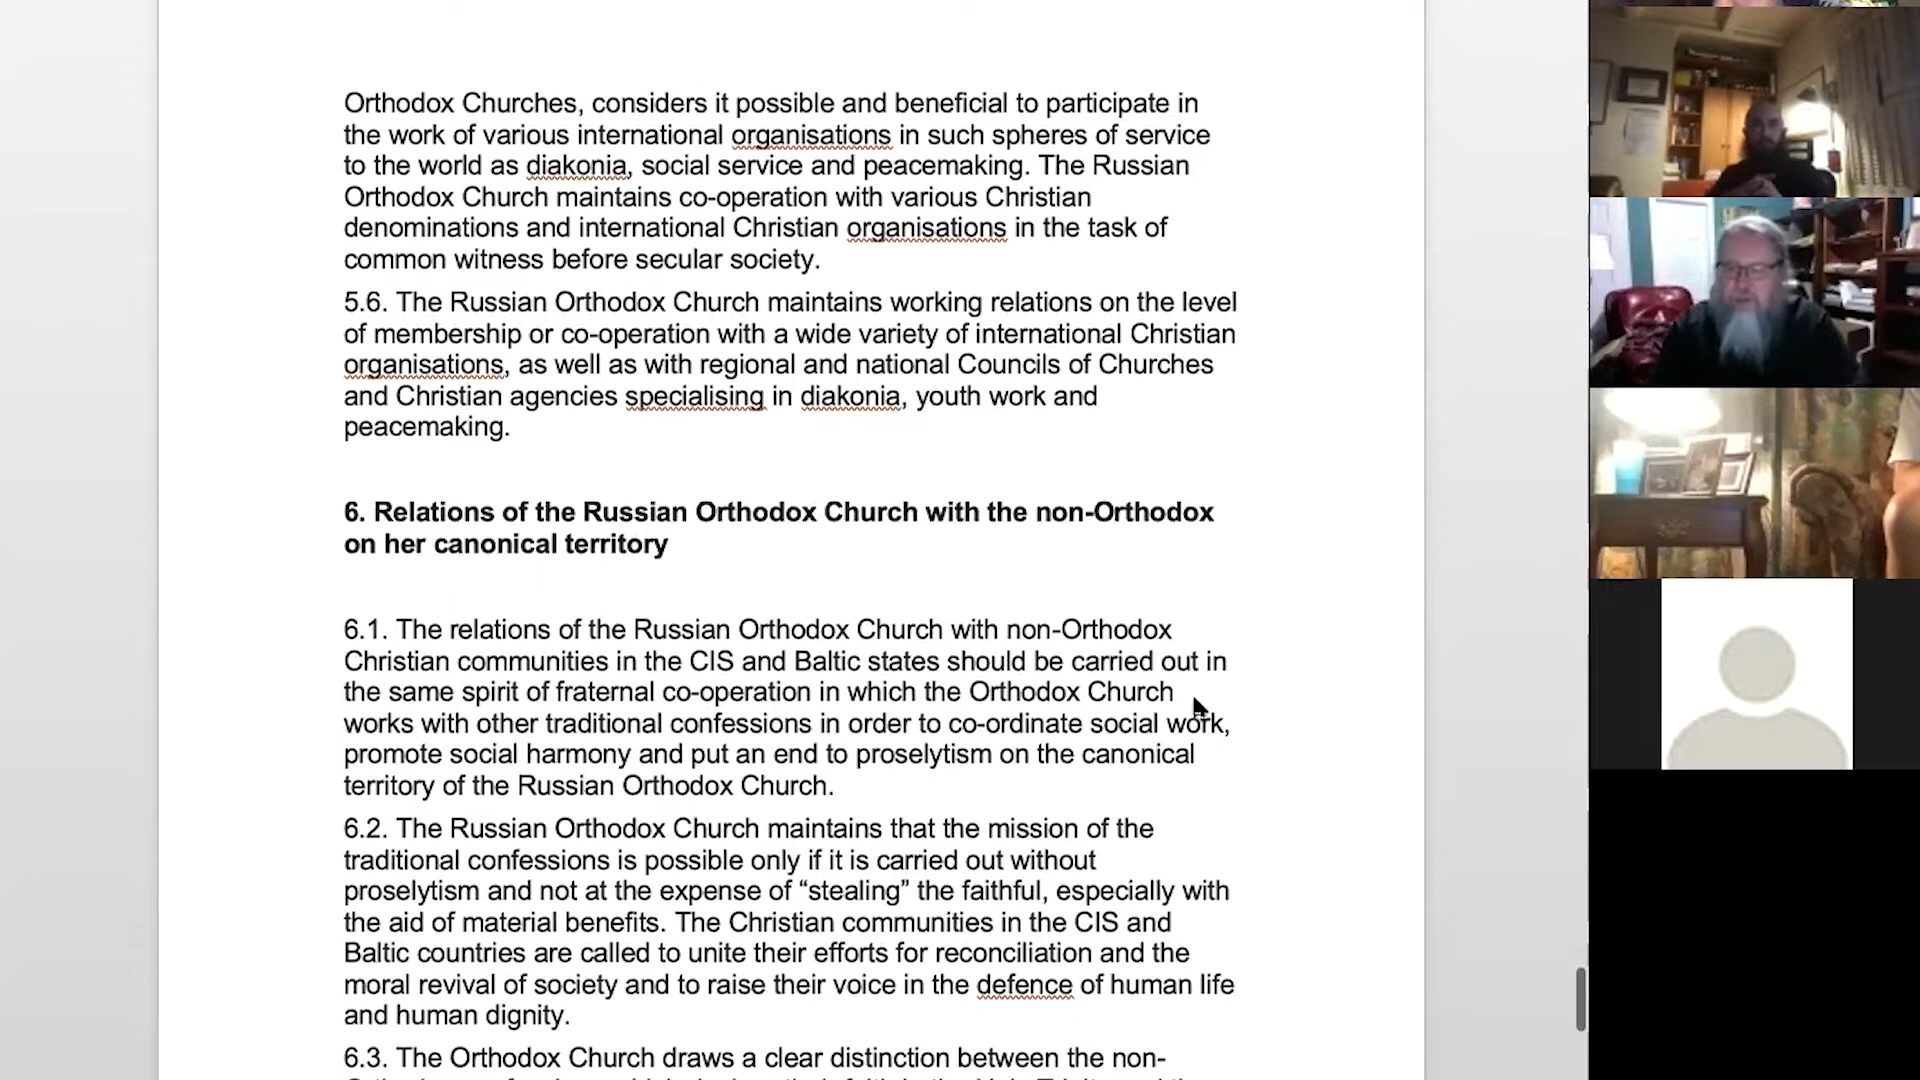 Orthodox Churches, considers it possible and beneficial to participate in
the work of various international organisations in such spheres of service
to the world as diakonia, social service and peacemaking. The Russian
Orthodox Church maintains co-operation with various Christian
denominations and international Christian organisations in the task of
common witness before secular society.
5.6. The Russian Orthodox Church maintains working relations on the level
of membership or co-operation with a wide variety of international Christian
organisations, as well as with regional and national Councils of Churches
and Christian agencies specialising in diakonia, youth work and
peacemaking.
6. Relations of the Russian Orthodox Church with the non-Orthodox
on her canonical territory
6.1. The relations of the Russian Orthodox Church with non-Orthodox
Christian communities in the CIS and Baltic states should be carried out in
the same spirit of fraternal co-operation in which the Orthodox Church
works with other traditional confessions in order to co-ordinate social work,
promote social harmony and put an end to proselytism on the canonical
territory of the Russian Orthodox Church.
6.2. The Russian Orthodox Church maintains that the mission of the
traditional confessions is possible only if it is carried out without
proselytism and not at the expense of “stealing” the faithful, especially with
the aid of material benefits. The Christian communities in the CIS and
Baltic countries are called to unite their efforts for reconciliation and the
moral revival of society and to raise their voice in the defence of human life
and human dignity.
6.3. The Orthodox Church draws a clear distinction between the non-